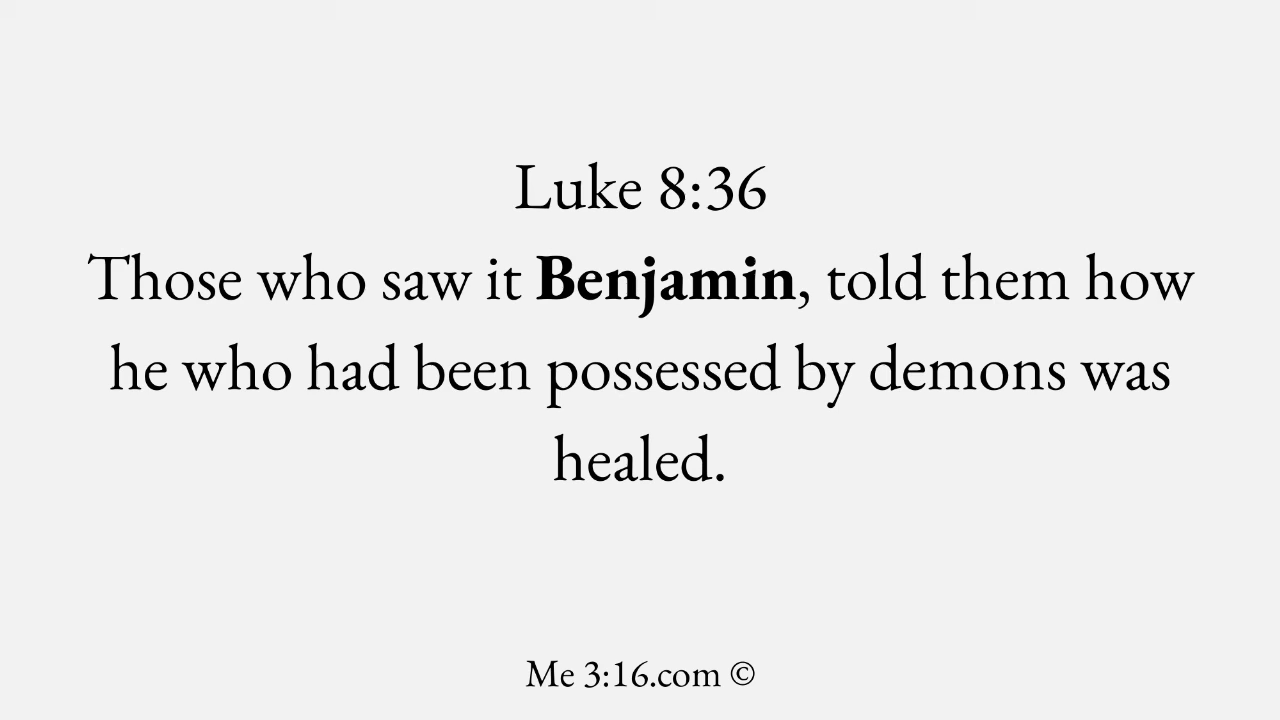 Luke 8:36
Those who saw it Benjamin, told them how
he who had been possessed by demons was
healed.
Me 3:16.com ©